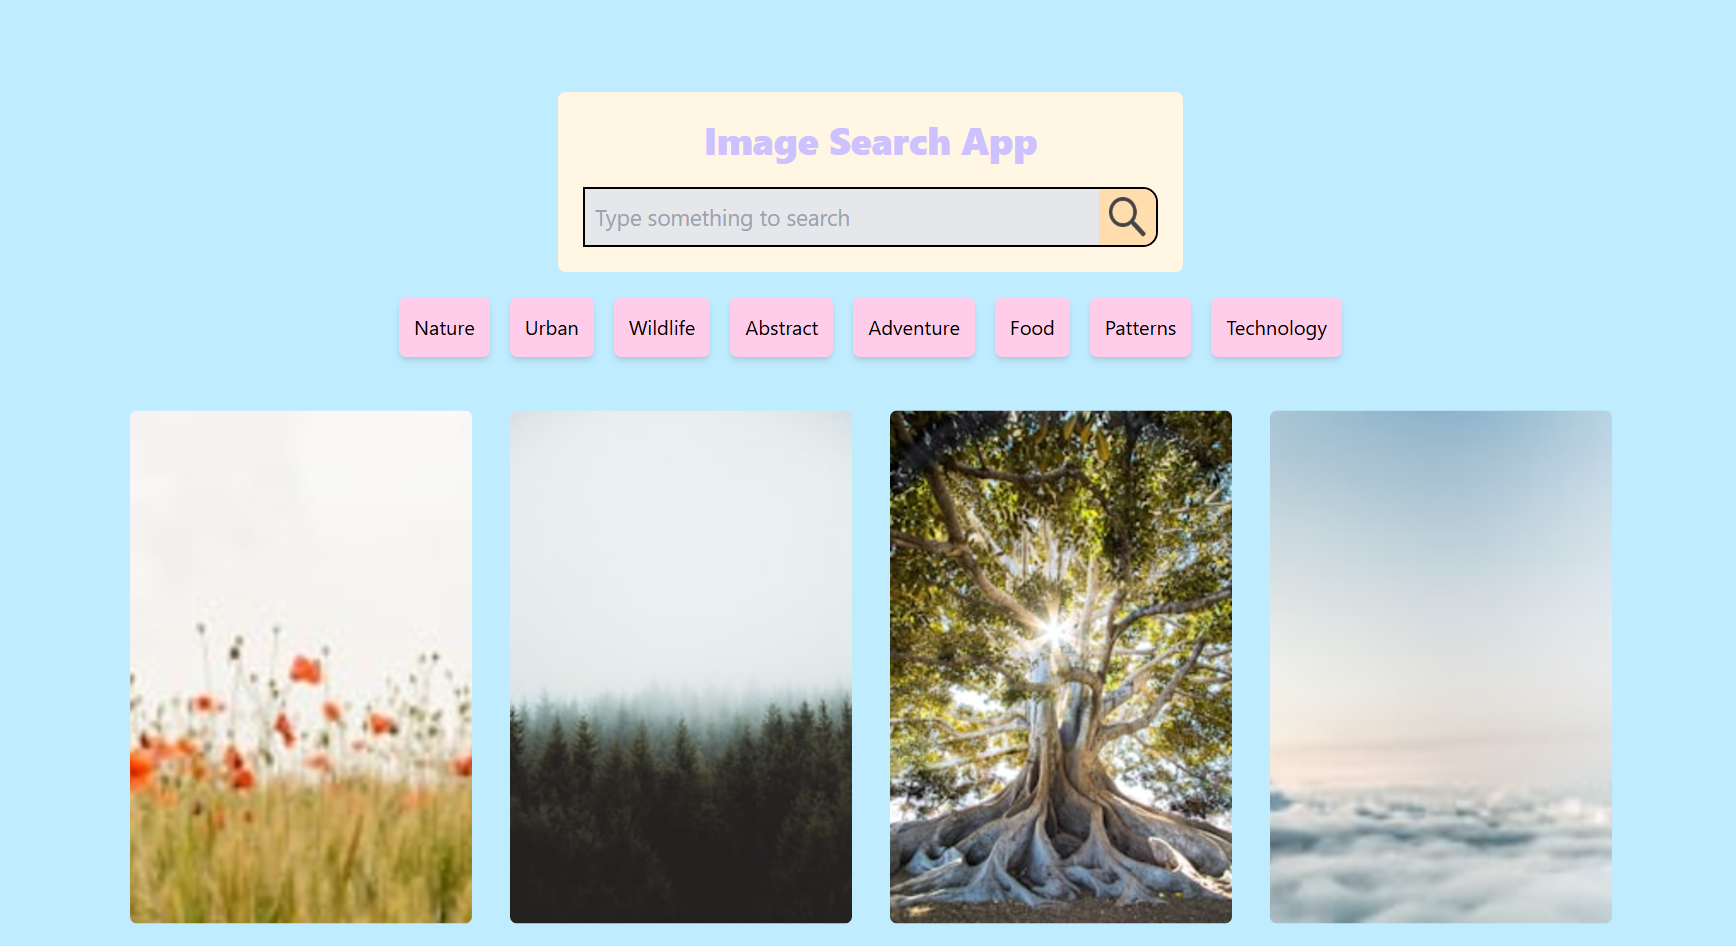 Image Search App
Type something to search
Nature Urban Wildlife Abstract Adventure Food Patterns Technology